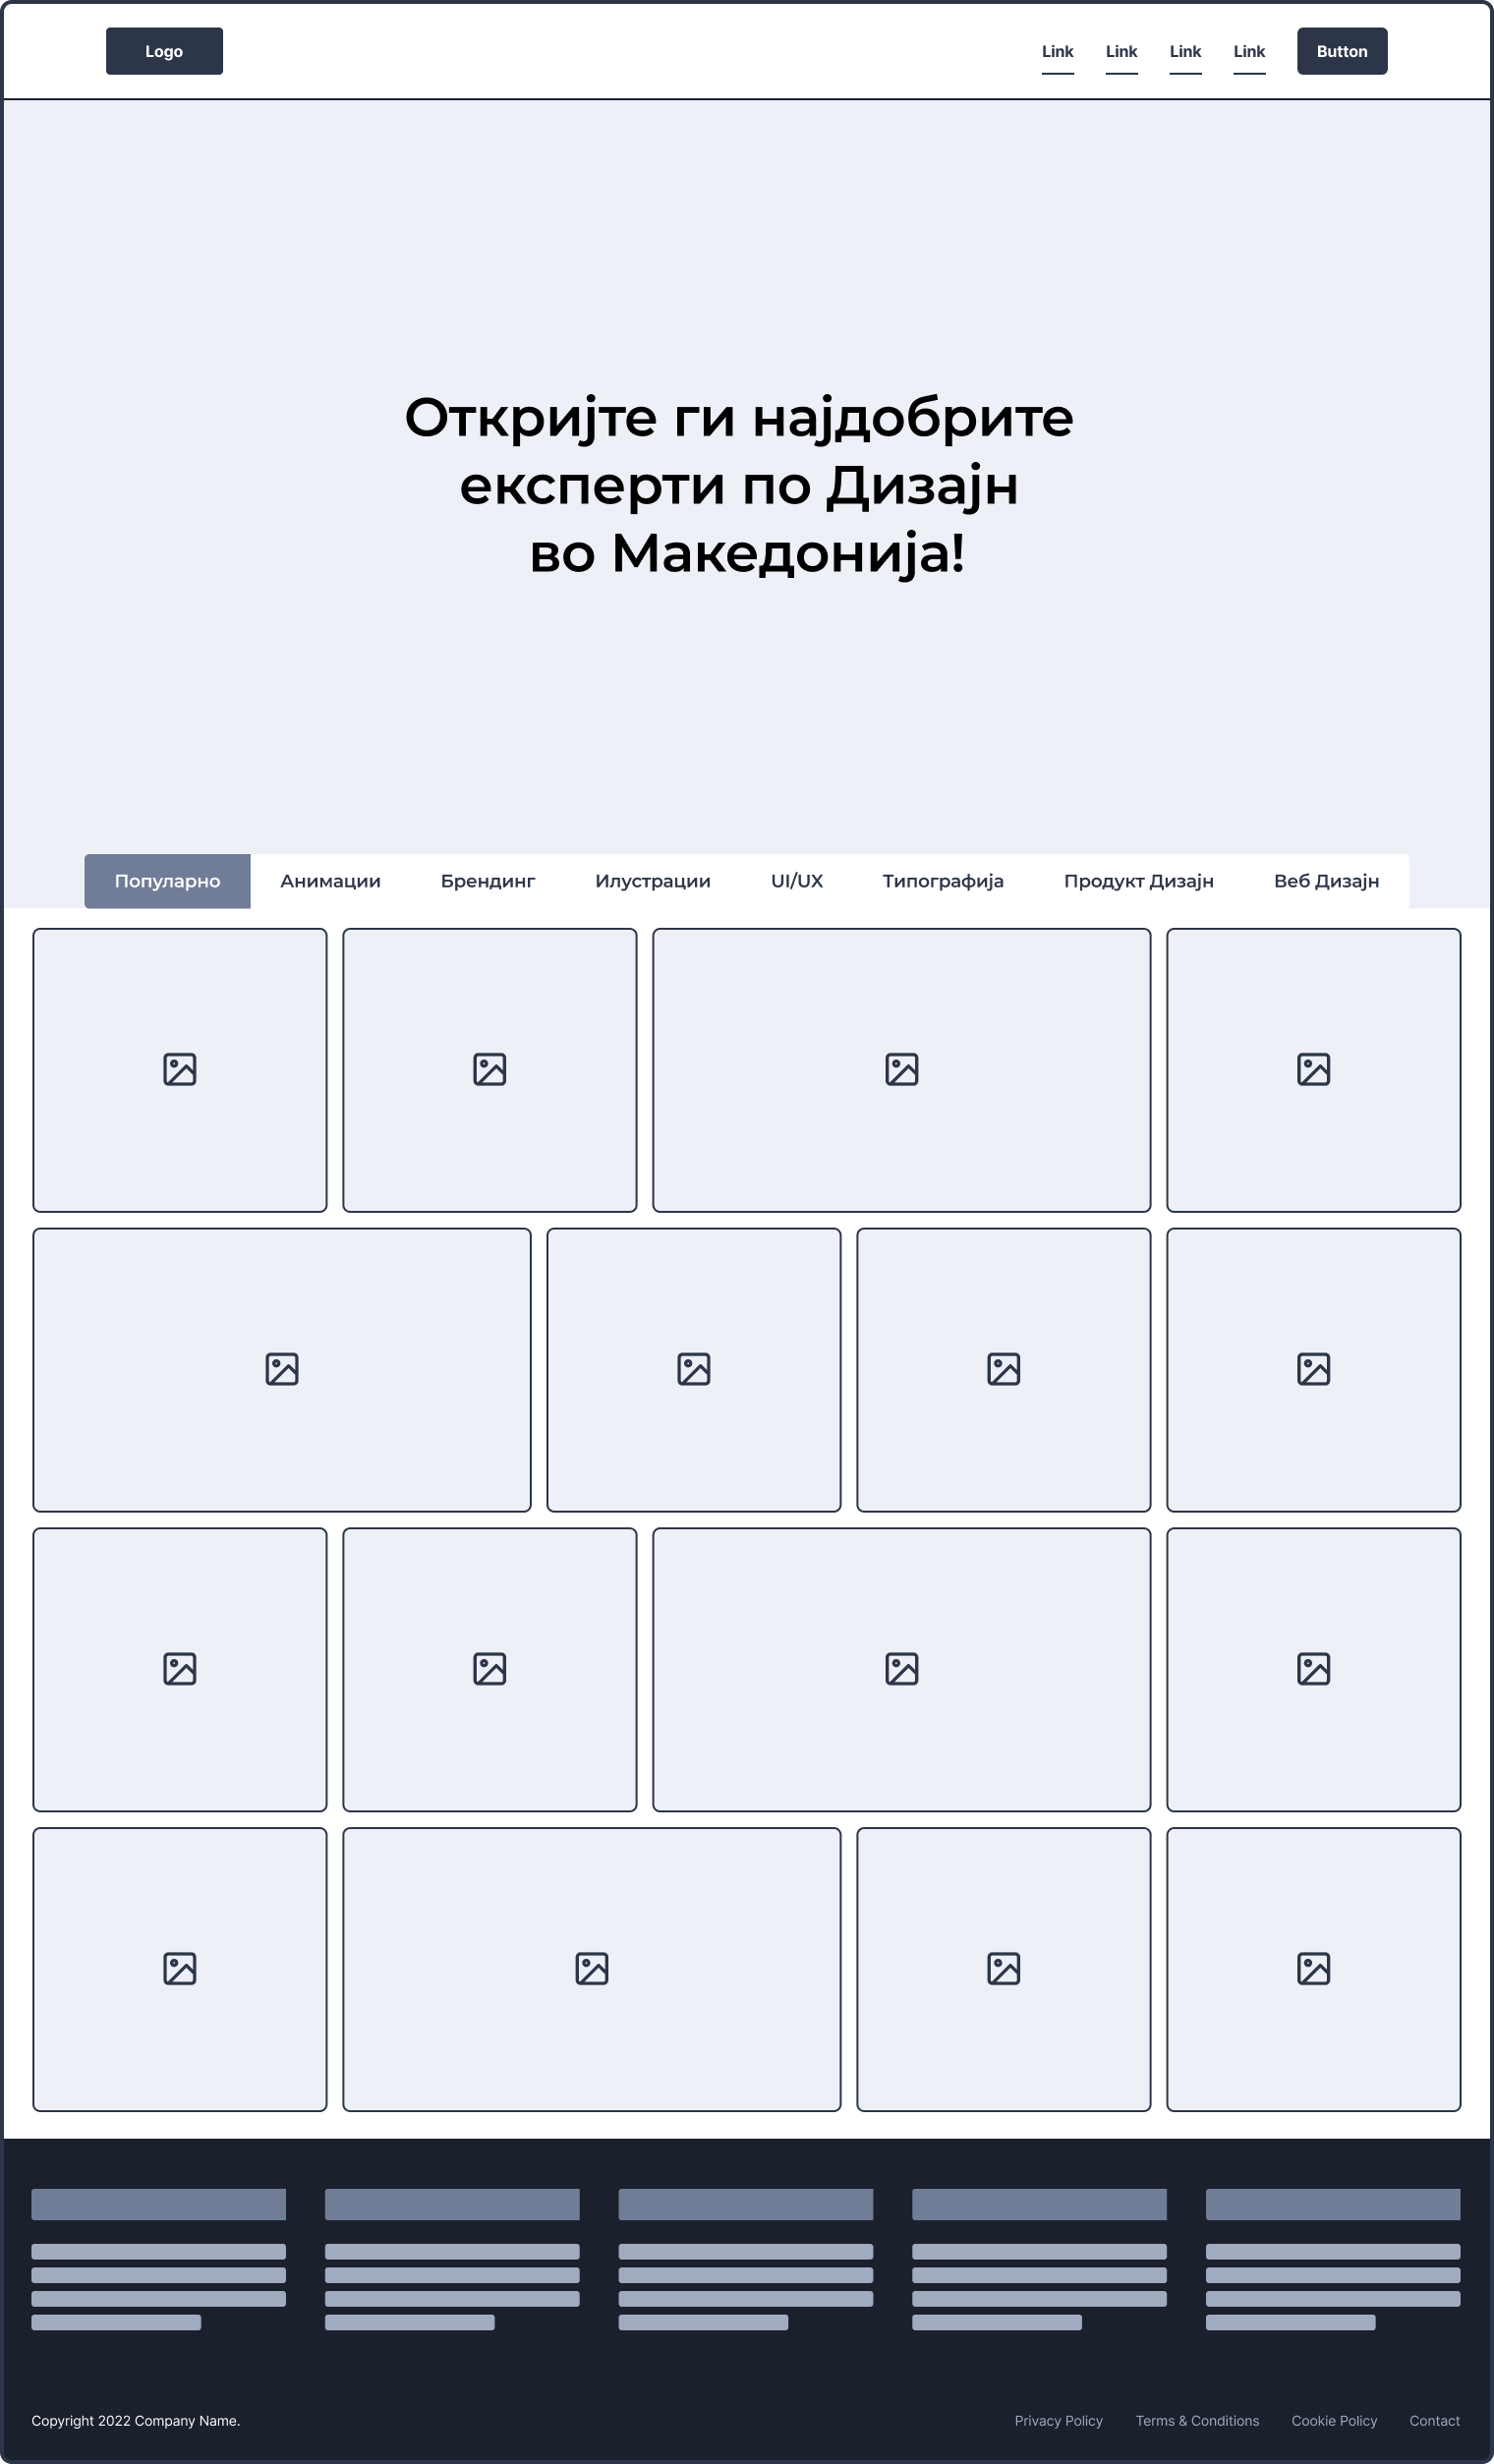 Logo
Link Link Link Link Button
Откријте ги најдобрите
експерти по Дизајн
во Македонија!
Популарно Анимации Брендинг Илустрации UI/UX Типографија Продукт Дизајн Веб Дизајн
Copyright 2022 Company Name.
Privacy Policy Terms & Conditions Cookie Policy Contact